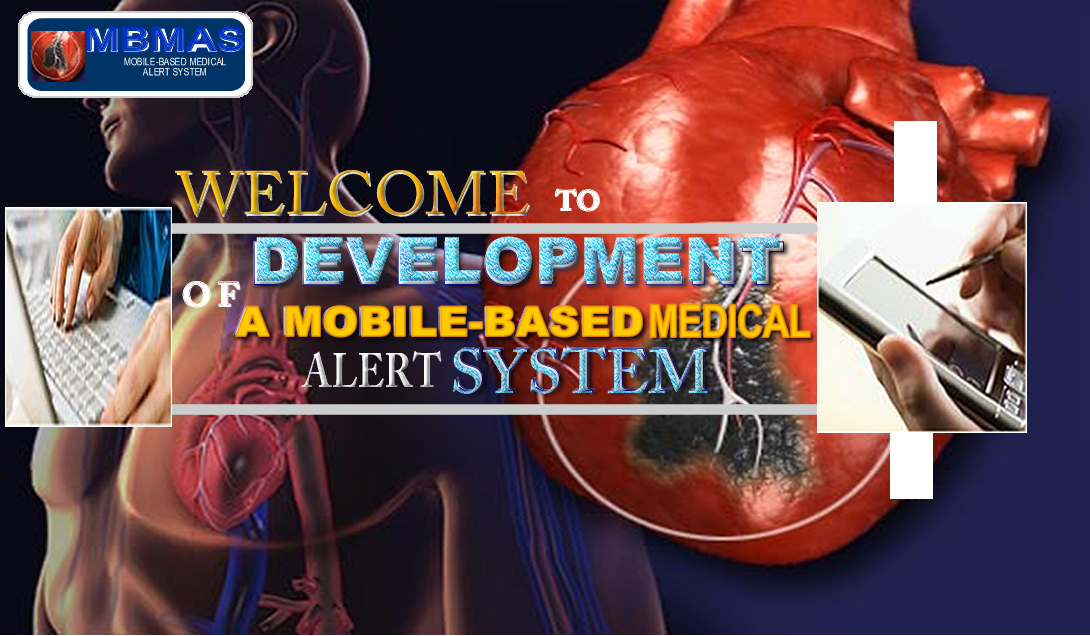 MBMAS
MOBILE-BASED MEDICAL
ALERT SYSTEM
WELCOME TO
DEVELOPMENT
OF
A MOBILE-BASED MEDICAL
ALERT SYSTEM